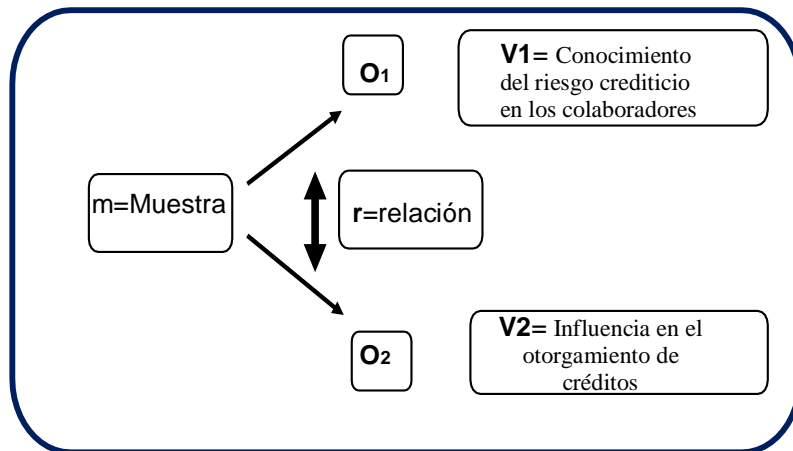 O1
V1= Conocimiento
del riesgo crediticio
en los colaboradores
m=Muestra
r=relación
O2
V2= Influencia en el
otorgamiento de
créditos